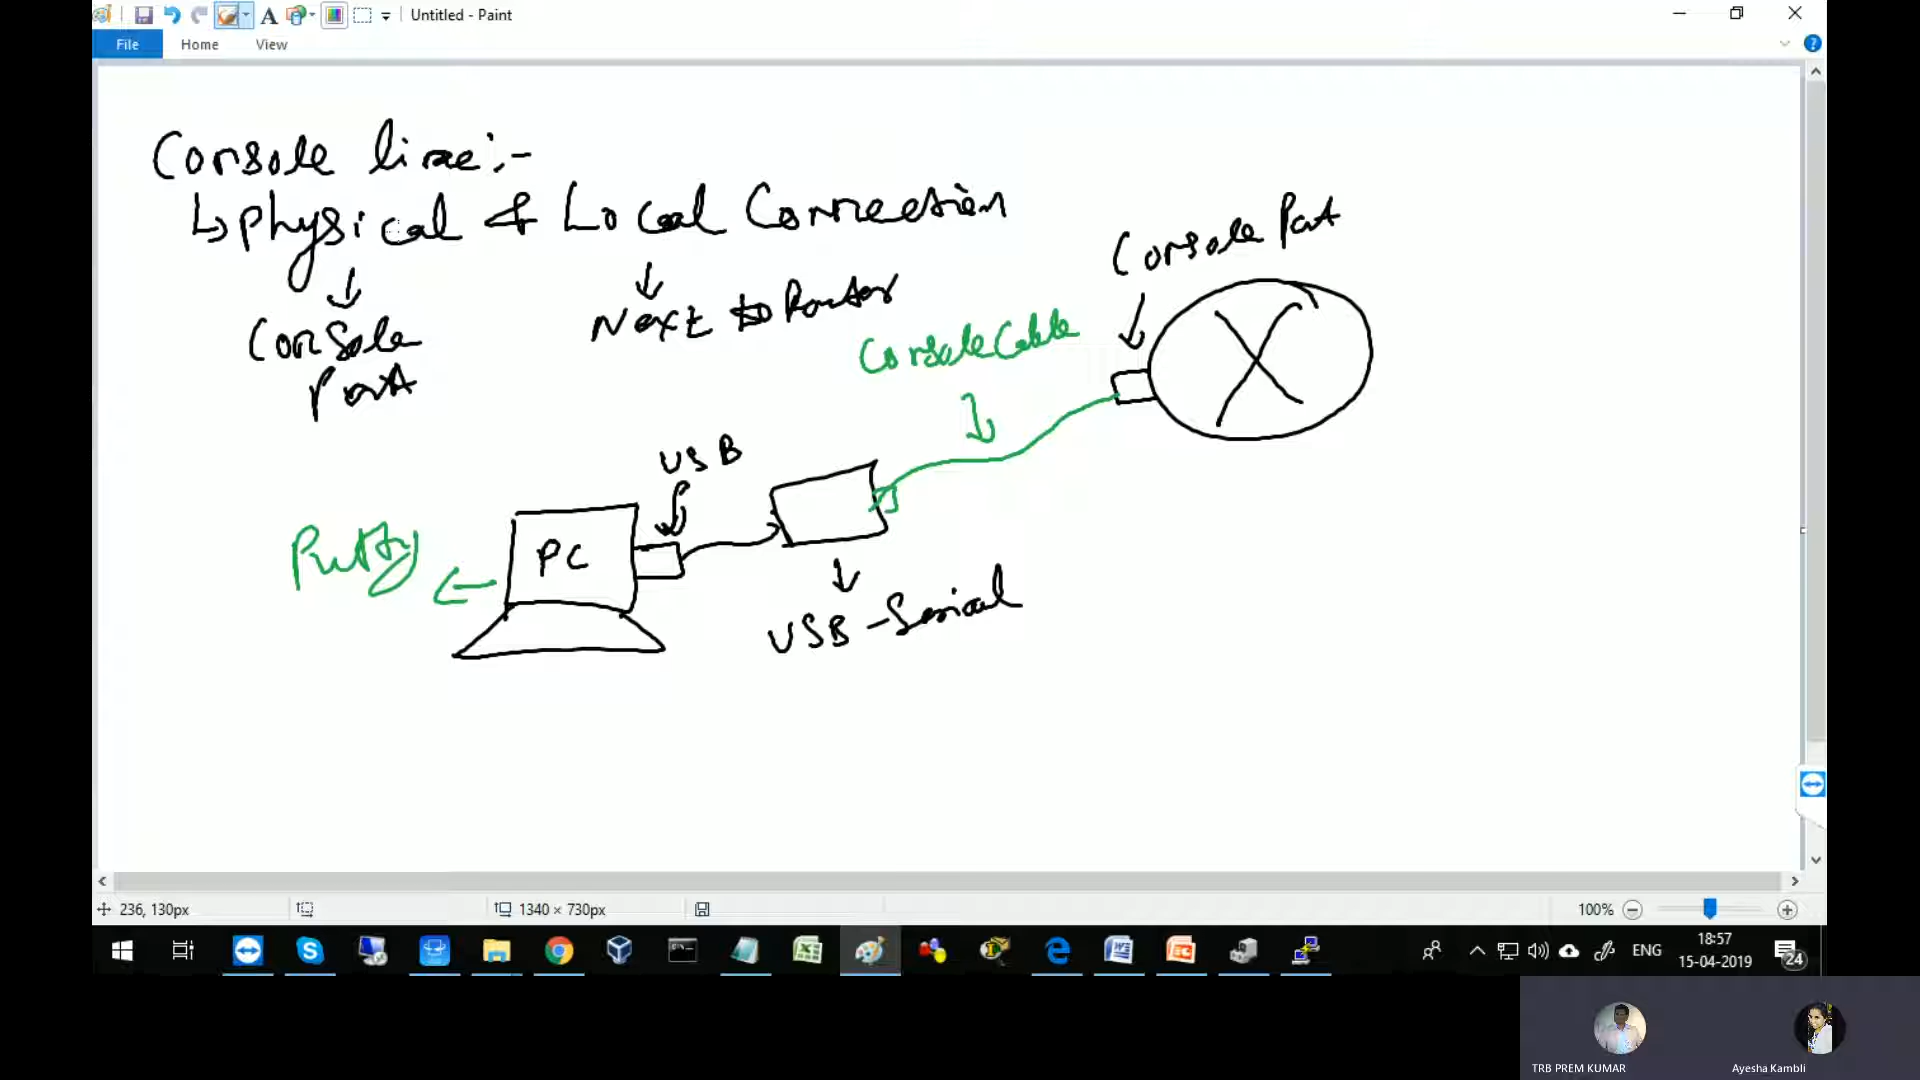 Untitled - Paint
File Home View
Console line:-
↳ physical & Local Connection
Console Port
Next to Router
Console Port
Console Cable
USB
Putty
PC
USB - Serial
236, 130px
1340 × 730px
100%
ENG
18:57
15-04-2019
24
TRB PREM KUMAR
Ayesha Kambli